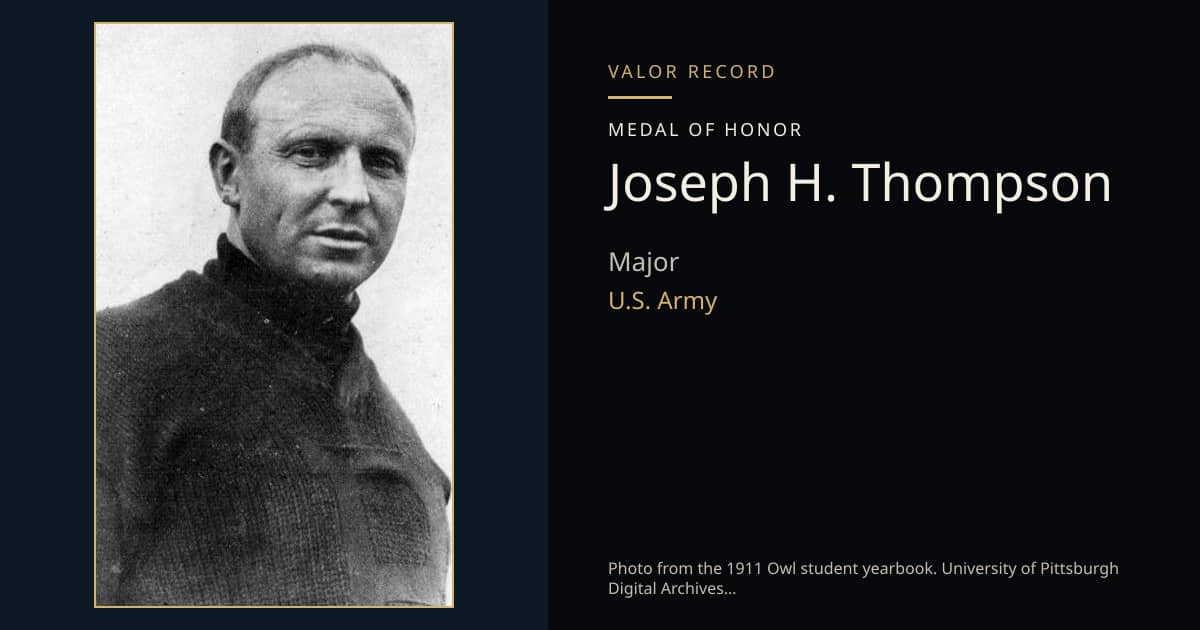 VALOR RECORD
MEDAL OF HONOR
Joseph H. Thompson
Major
U.S. Army
Photo from the 1911 Owl student yearbook. University of Pittsburgh
Digital Archives...